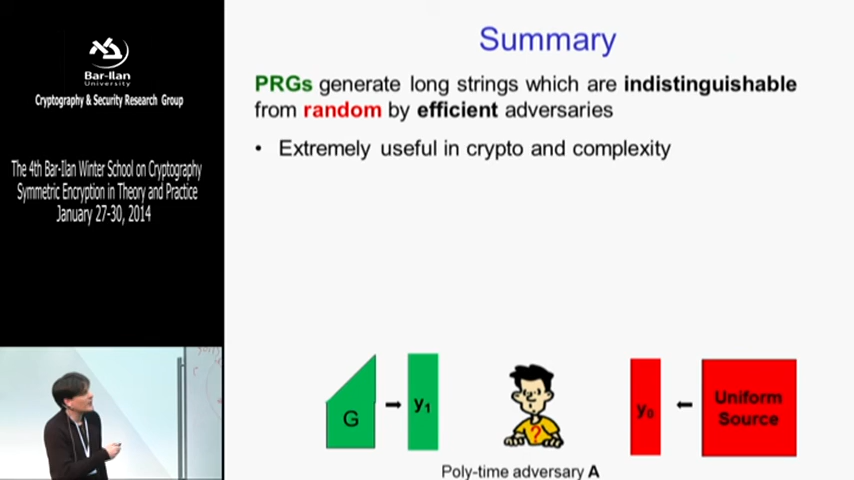 Bar-Ilan
University
Cryptography & Security Research Group
The 4th Bar-Ilan Winter School on Cryptography
Symmetric Encryption in Theory and Practice
January 27-30, 2014
Summary
PRGs generate long strings which are indistinguishable
from random by efficient adversaries
• Extremely useful in crypto and complexity
G
y₁
?
y₀
Uniform
Source
Poly-time adversary A